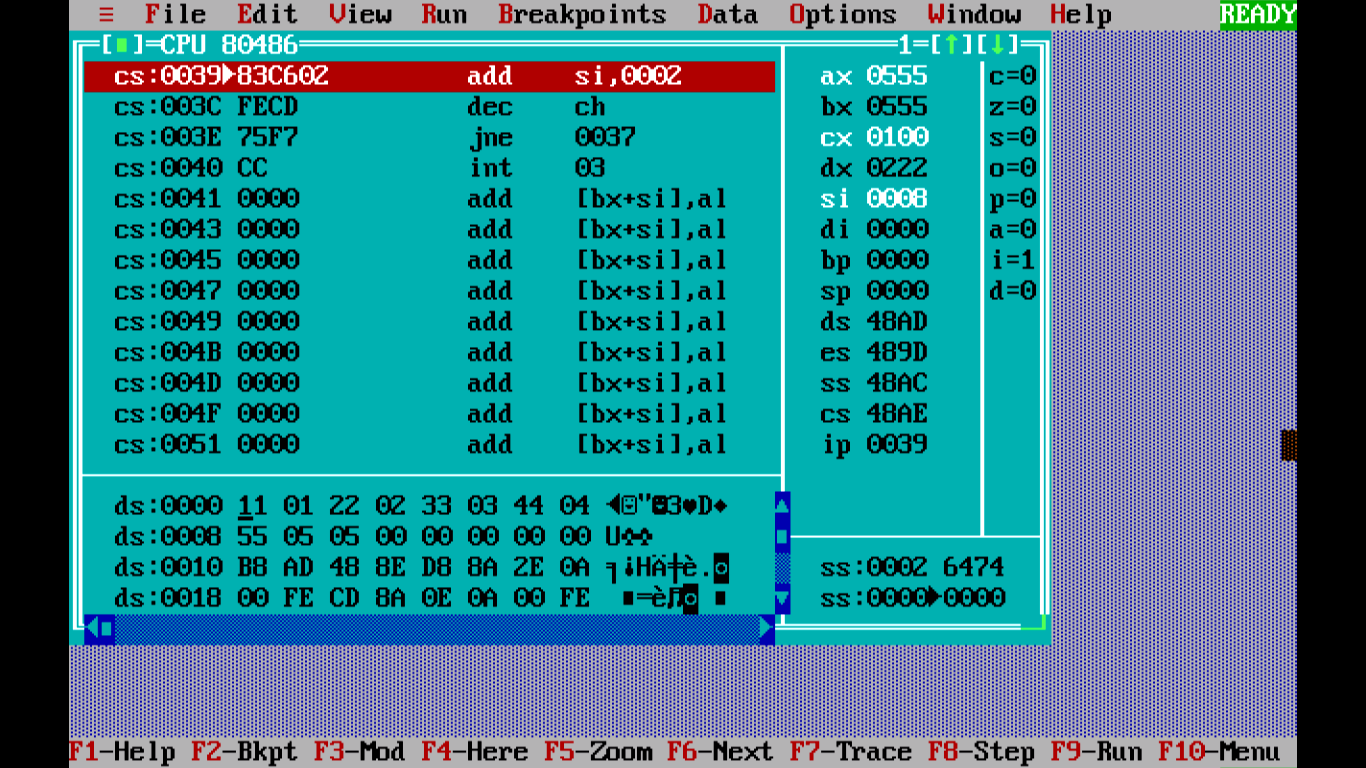 ≡ File Edit View Run Breakpoints Data Options Window Help READY
[■]=CPU 80486 1=[↑][↓]
cs:0039►83C602 add si,0002 ax 0555 c=0
cs:003C FECD dec ch bx 0555 z=0
cs:003E 75F7 jne 0037 cx 0100 s=0
cs:0040 CC int 03 dx 0222 o=0
cs:0041 0000 add [bx+si],al si 0008 p=0
cs:0043 0000 add [bx+si],al di 0000 a=0
cs:0045 0000 add [bx+si],al bp 0000 i=1
cs:0047 0000 add [bx+si],al sp 0000 d=0
cs:0049 0000 add [bx+si],al ds 48AD
cs:004B 0000 add [bx+si],al es 489D
cs:004D 0000 add [bx+si],al ss 48AC
cs:004F 0000 add [bx+si],al cs 48AE
cs:0051 0000 add [bx+si],al ip 0039
ds:0000 11 01 22 02 33 03 44 04 ◄☺"☻3♥D♦
ds:0008 55 05 05 00 00 00 00 00 U♣♣
ds:0010 B8 AD 48 8E D8 8A 2E 0A ╕¡HÄ╪è.◙ ss:0002 6474
ds:0018 00 FE CD 8A 0E 0A 00 FE ■═è♫◙ ■ ss:0000►0000
F1-Help F2-Bkpt F3-Mod F4-Here F5-Zoom F6-Next F7-Trace F8-Step F9-Run F10-Menu